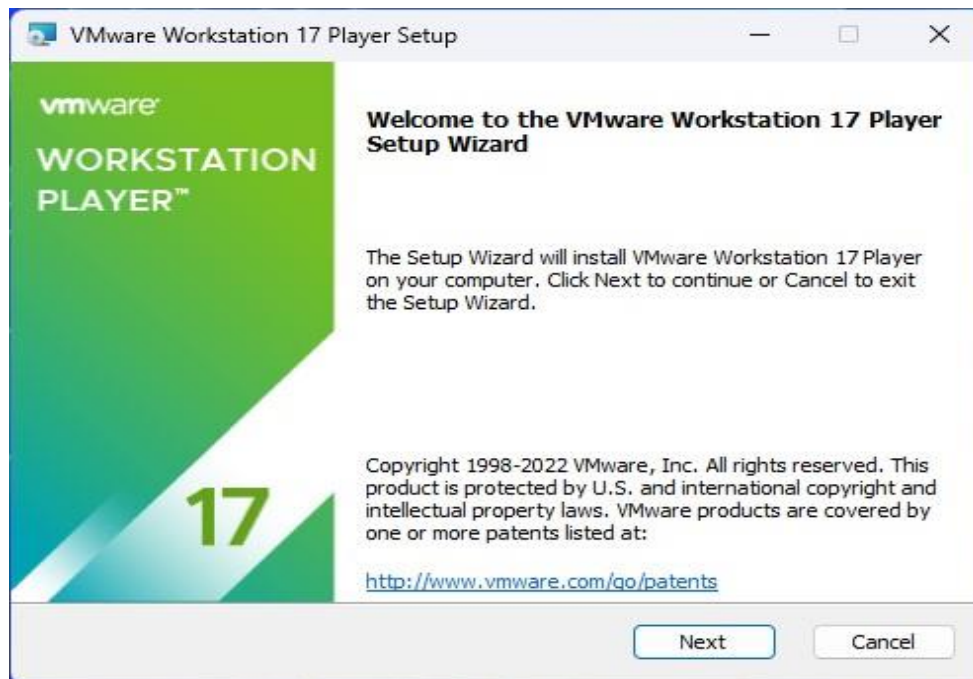 VMware Workstation 17 Player Setup
vmware
WORKSTATION
PLAYER™
17
Welcome to the VMware Workstation 17 Player
Setup Wizard
The Setup Wizard will install VMware Workstation 17 Player
on your computer. Click Next to continue or Cancel to exit
the Setup Wizard.
Copyright 1998-2022 VMware, Inc. All rights reserved. This
product is protected by U.S. and international copyright and
intellectual property laws. VMware products are covered by
one or more patents listed at:
http://www.vmware.com/go/patents
Next
Cancel